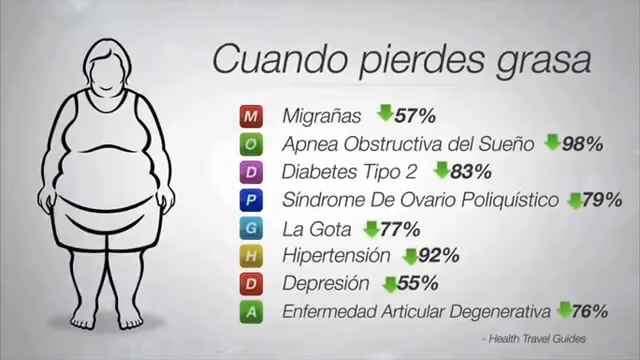 Cuando pierdes grasa
M Migrañas 57%
O Apnea Obstructiva del Sueño 98%
D Diabetes Tipo 2 83%
P Síndrome De Ovario Poliquístico 79%
G La Gota 77%
H Hipertensión 92%
D Depresión 55%
A Enfermedad Articular Degenerativa 76%
- Health Travel Guides